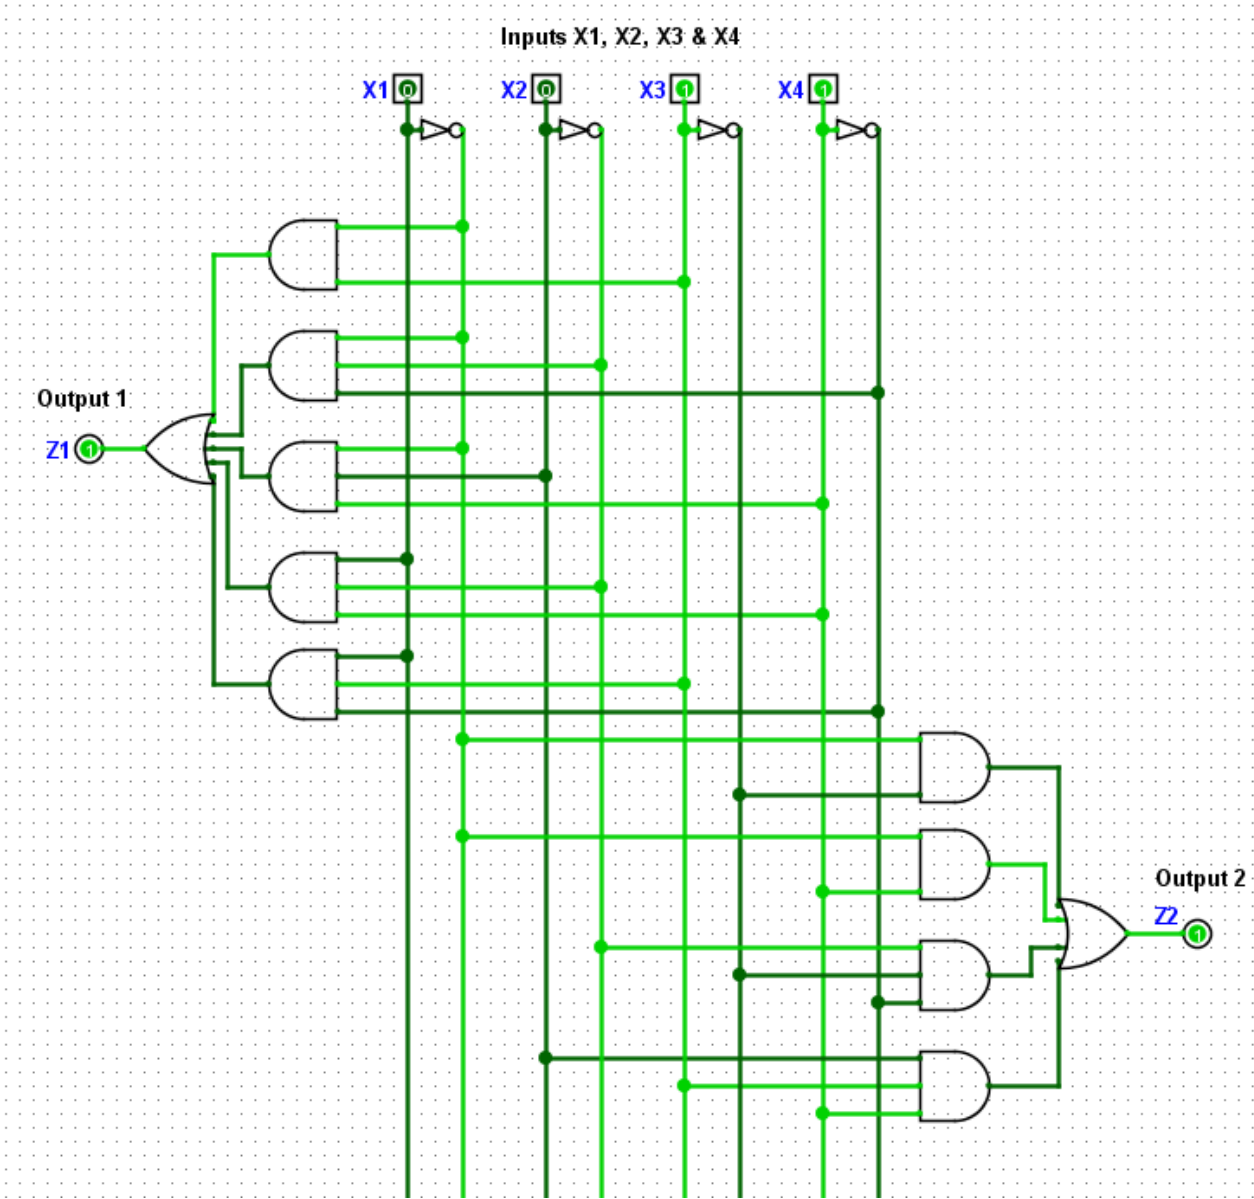 Inputs X1, X2, X3 & X4
X1 0 X2 0 X3 1 X4 1
Output 1
Z1 1
Output 2
Z2 1